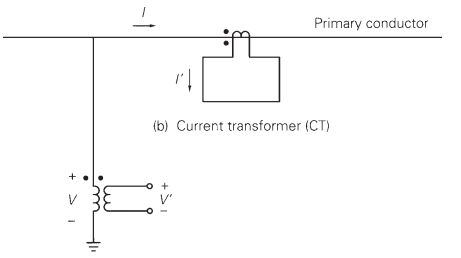 I
Primary conductor
I'
(b) Current transformer (CT)
+ +
V V'
– –